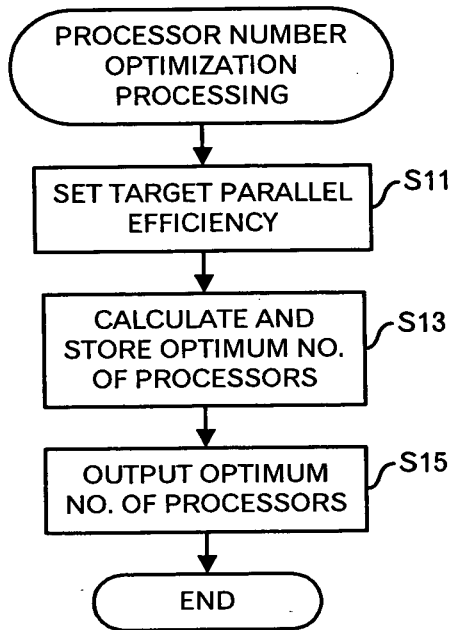 PROCESSOR NUMBER
OPTIMIZATION
PROCESSING
SET TARGET PARALLEL
EFFICIENCY
S11
CALCULATE AND
STORE OPTIMUM NO.
OF PROCESSORS
S13
OUTPUT OPTIMUM
NO. OF PROCESSORS
S15
END